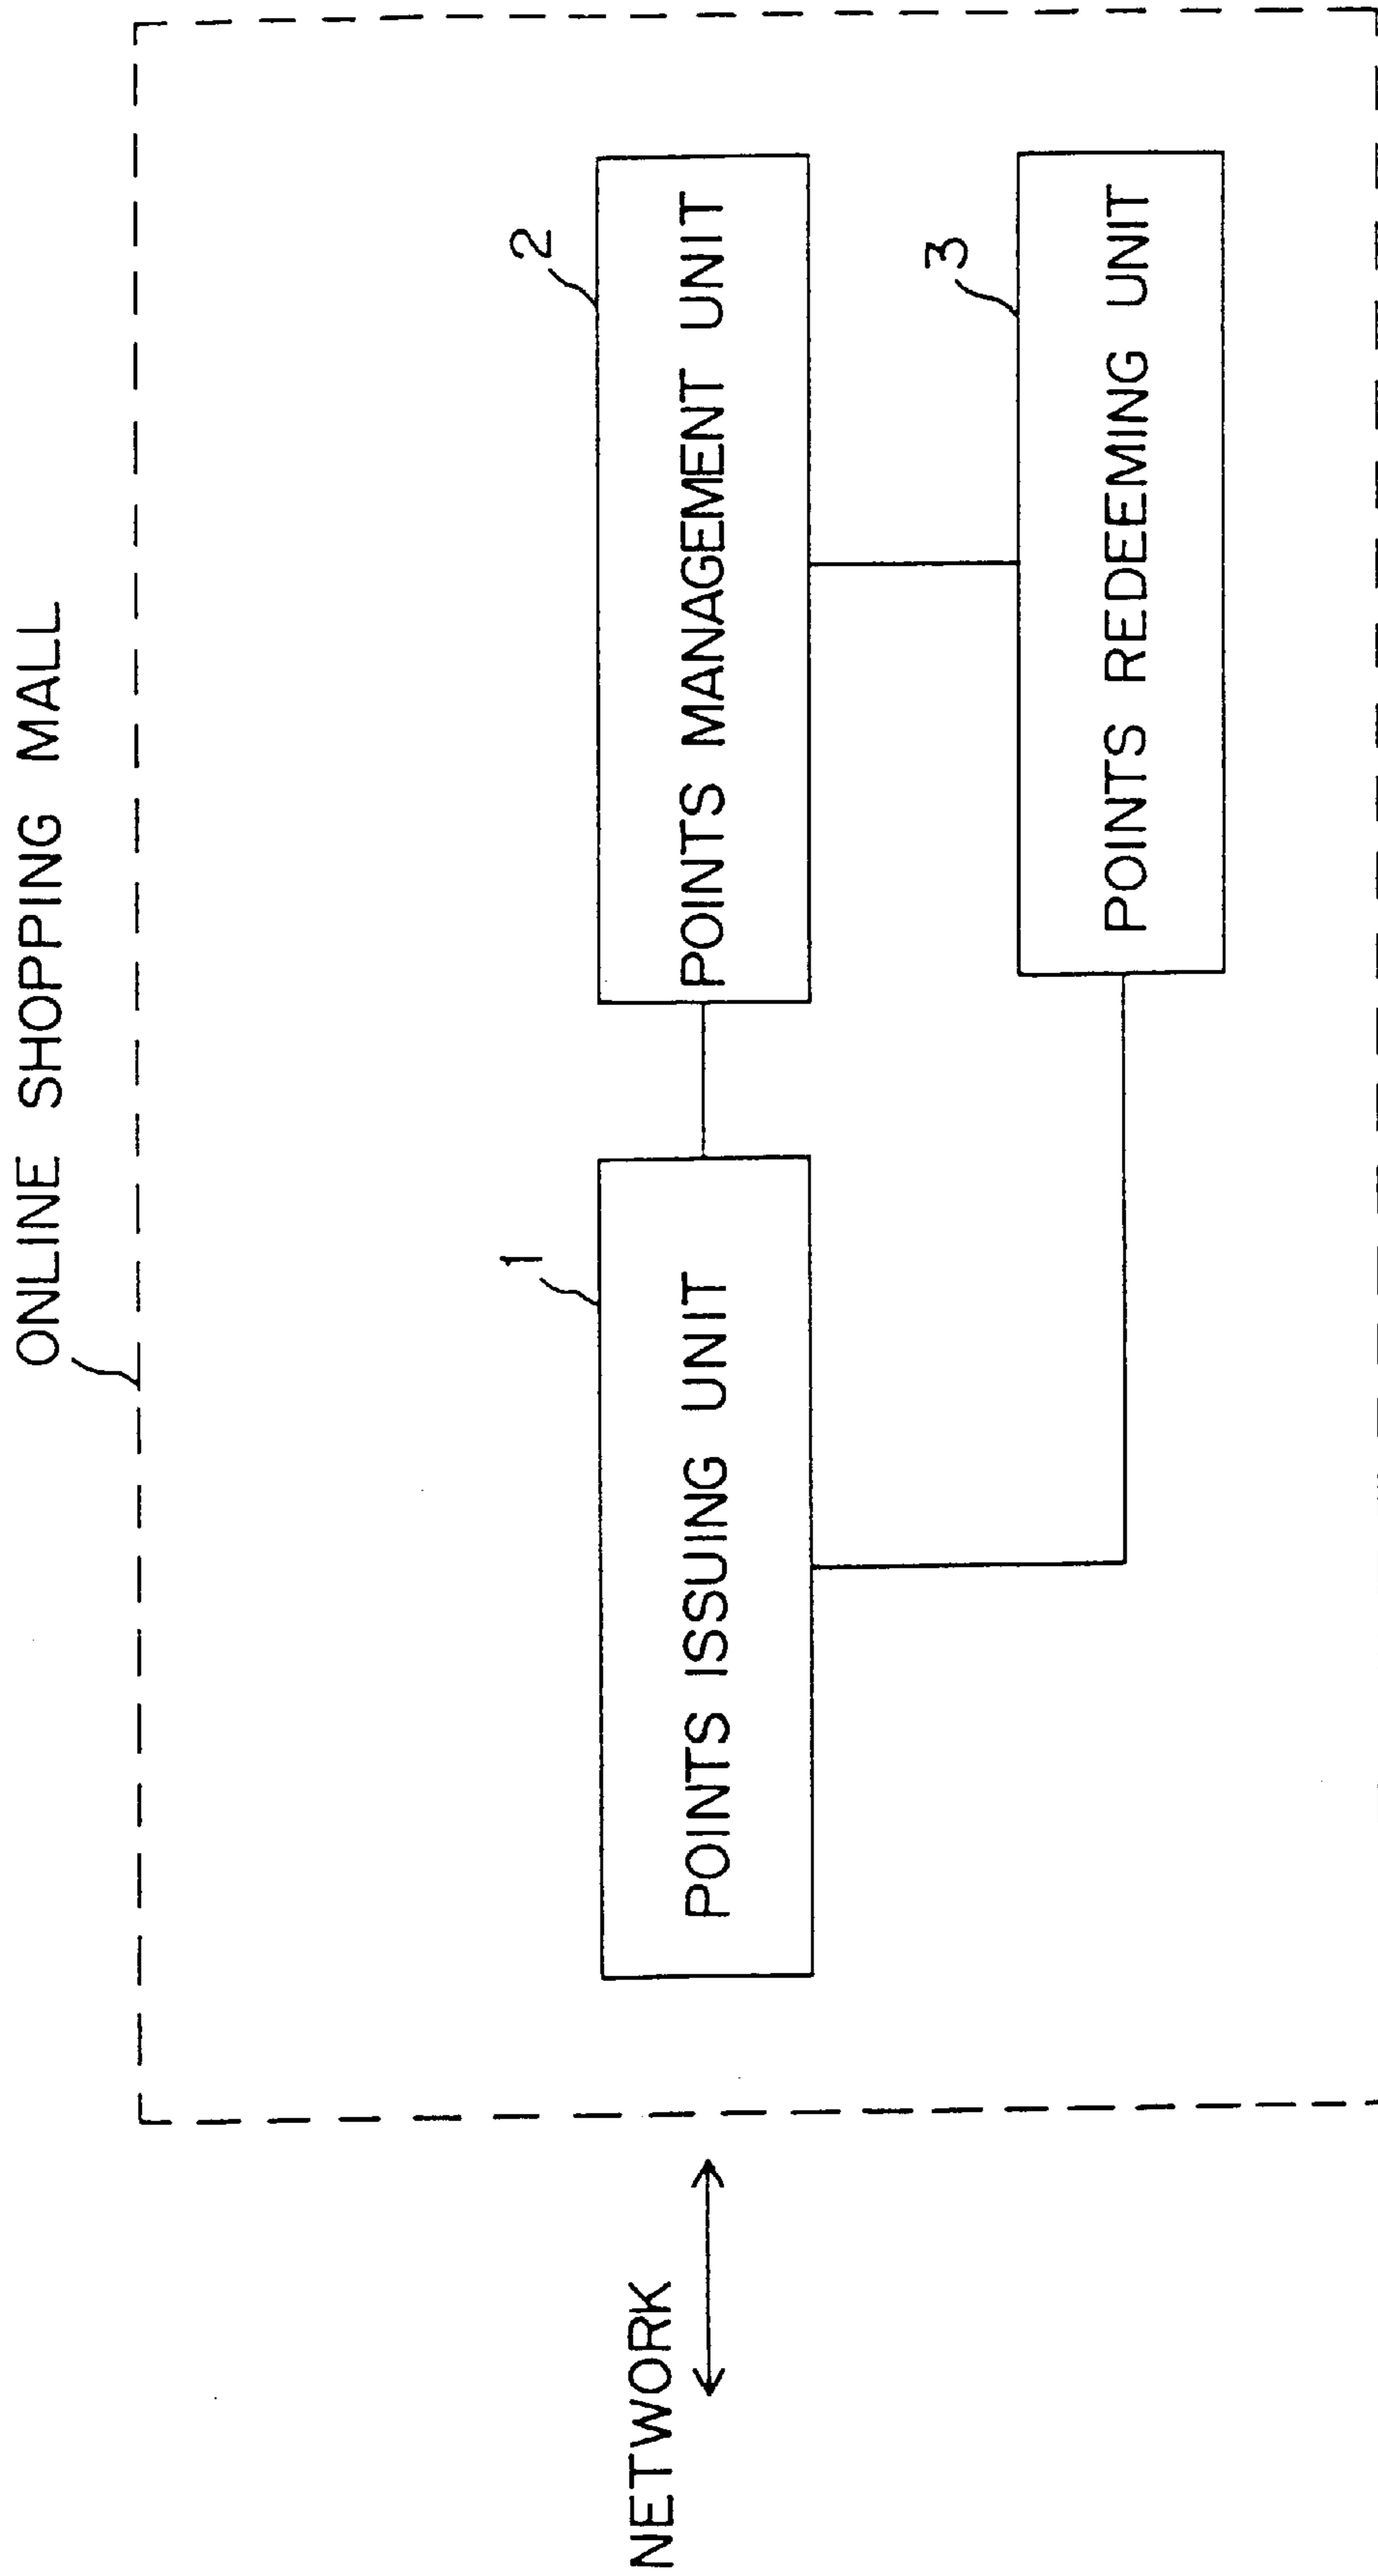 ONLINE SHOPPING MALL
NETWORK
1
POINTS ISSUING UNIT
2
POINTS MANAGEMENT UNIT
3
POINTS REDEEMING UNIT